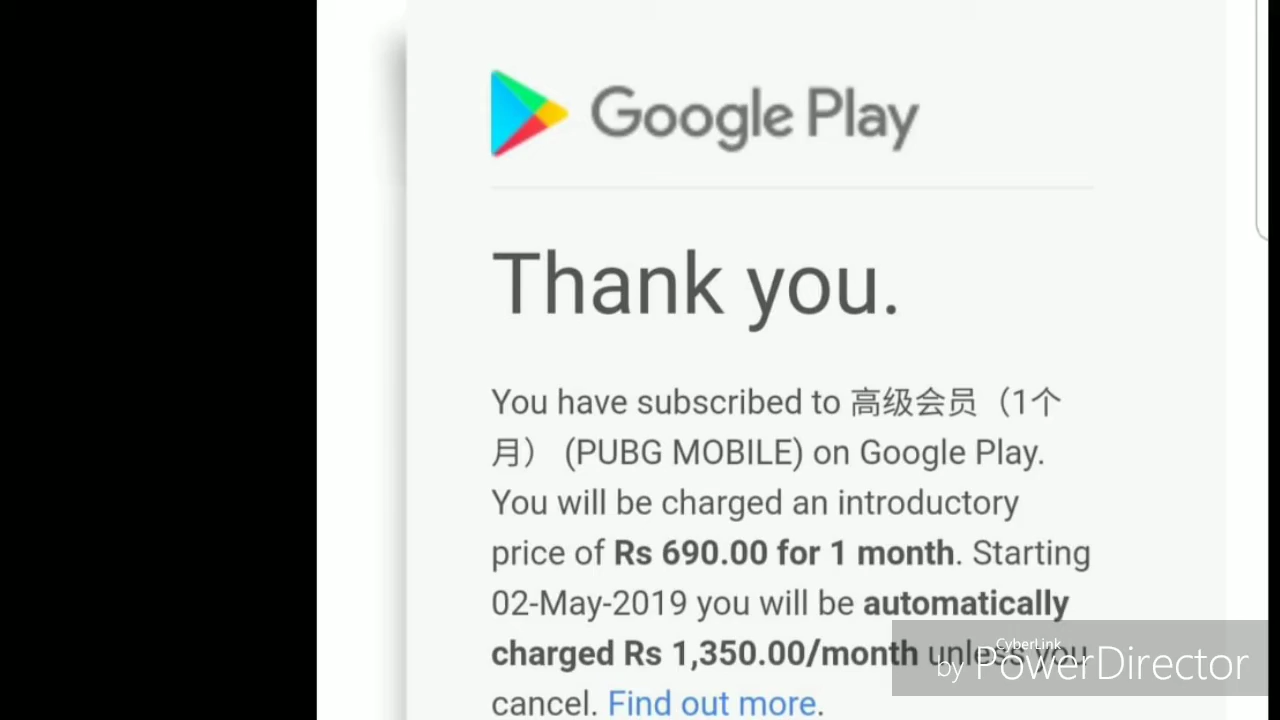 Google Play
Thank you.
You have subscribed to 高级会员（1个
月） (PUBG MOBILE) on Google Play.
You will be charged an introductory
price of Rs 690.00 for 1 month. Starting
02-May-2019 you will be automatically
charged Rs 1,350.00/month unless you
cancel. Find out more.
CyberLink
by PowerDirector